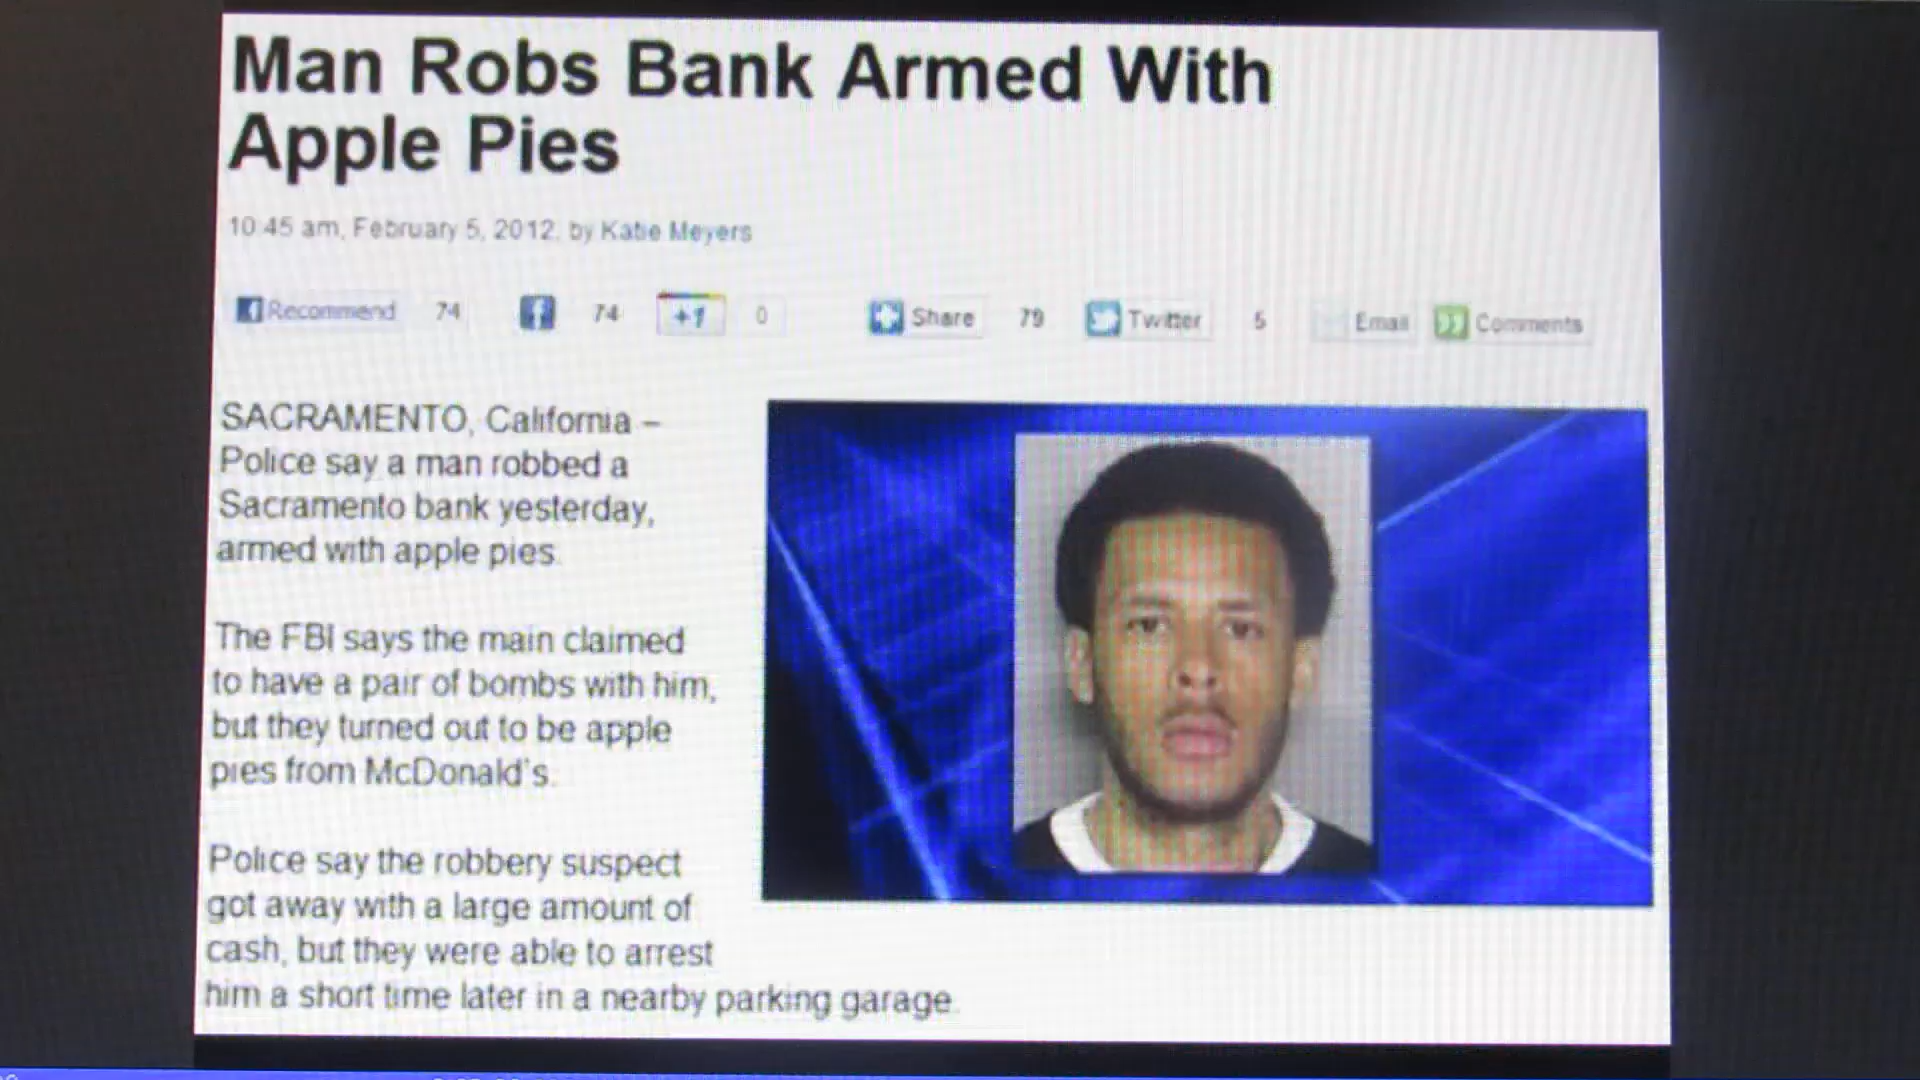 Man Robs Bank Armed With
Apple Pies
10:45 am, February 5, 2012, by Katie Meyers
Recommend 74 74 +1 0 Share 79 Twitter 5 Email Comments
SACRAMENTO, California –
Police say a man robbed a
Sacramento bank yesterday,
armed with apple pies.
The FBI says the main claimed
to have a pair of bombs with him,
but they turned out to be apple
pies from McDonald's.
Police say the robbery suspect
got away with a large amount of
cash, but they were able to arrest
him a short time later in a nearby parking garage.